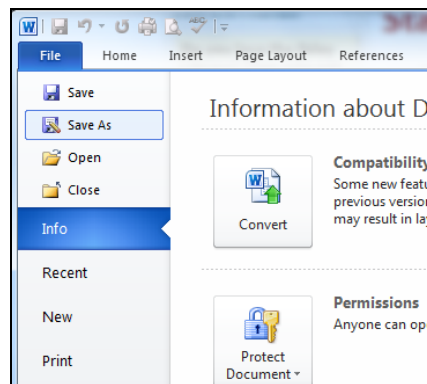 File Home Insert Page Layout References
Save
Save As
Open
Close
Info
Recent
New
Print
Information about D
Convert
Compatibility
Some new featu
previous version
may result in la
Protect
Document
Permissions
Anyone can op